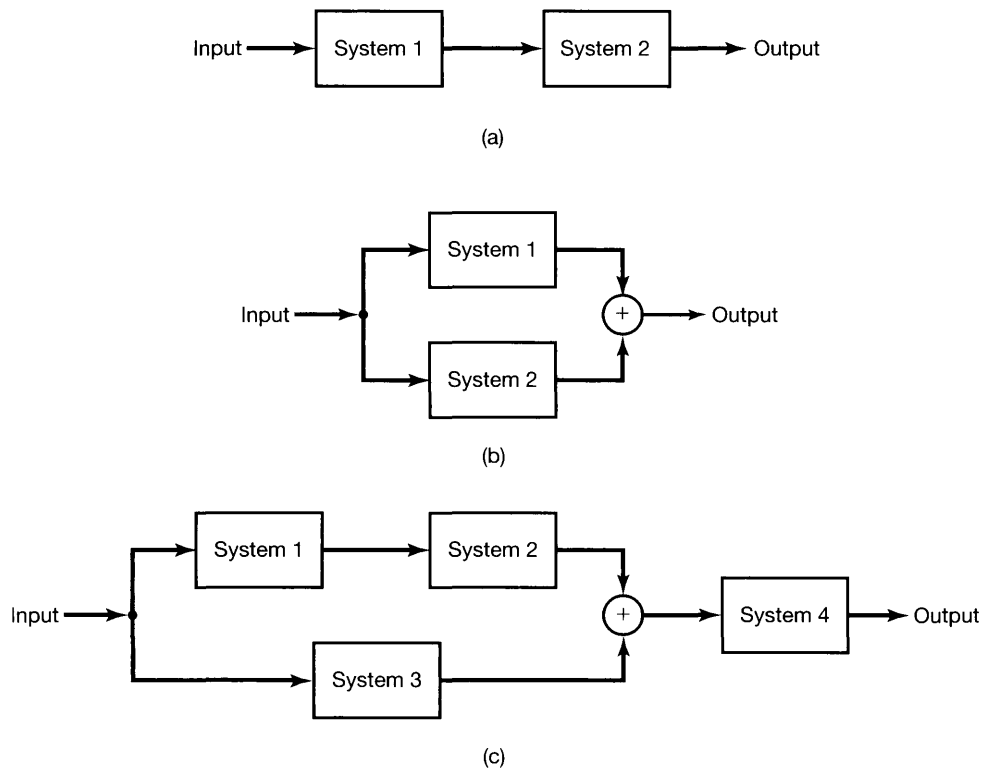 Input System 1 System 2 Output
(a)
System 1
Input + Output
System 2
(b)
System 1 System 2
Input + System 4 Output
System 3
(c)